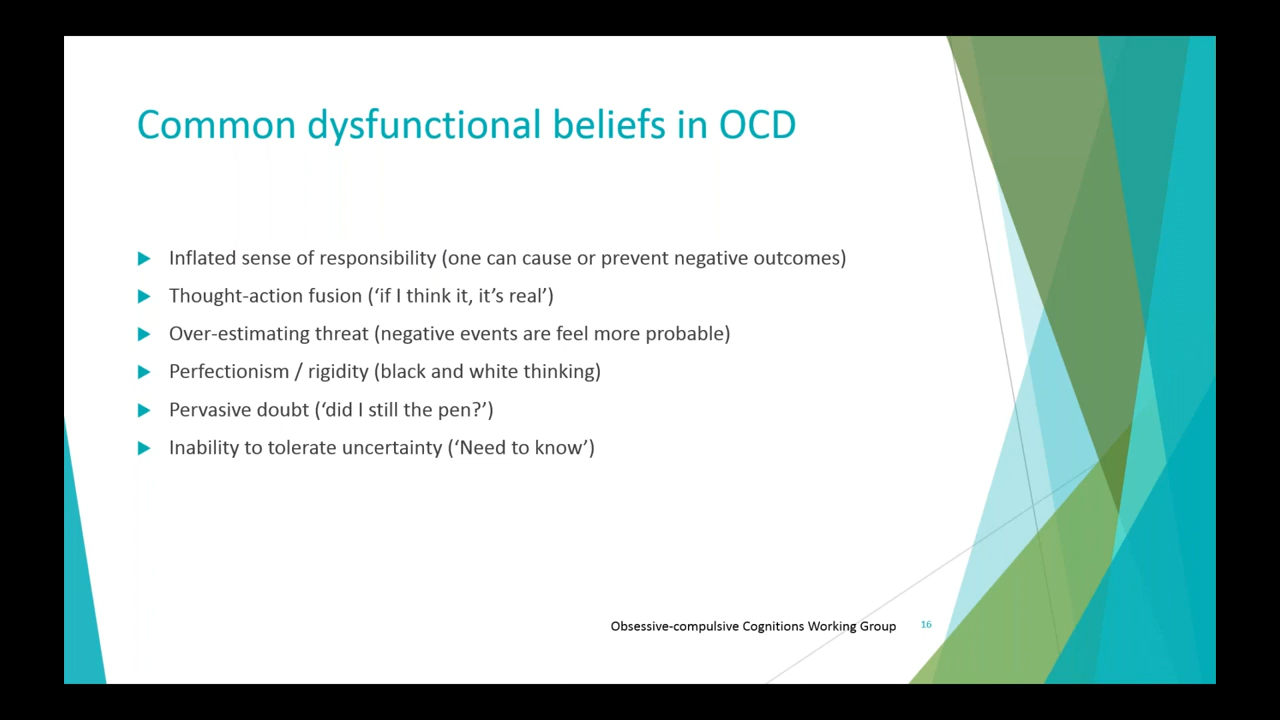 Common dysfunctional beliefs in OCD
Inflated sense of responsibility (one can cause or prevent negative outcomes)
Thought-action fusion (‘if I think it, it’s real’)
Over-estimating threat (negative events are feel more probable)
Perfectionism / rigidity (black and white thinking)
Pervasive doubt (‘did I still the pen?’)
Inability to tolerate uncertainty (‘Need to know’)
Obsessive-compulsive Cognitions Working Group
16